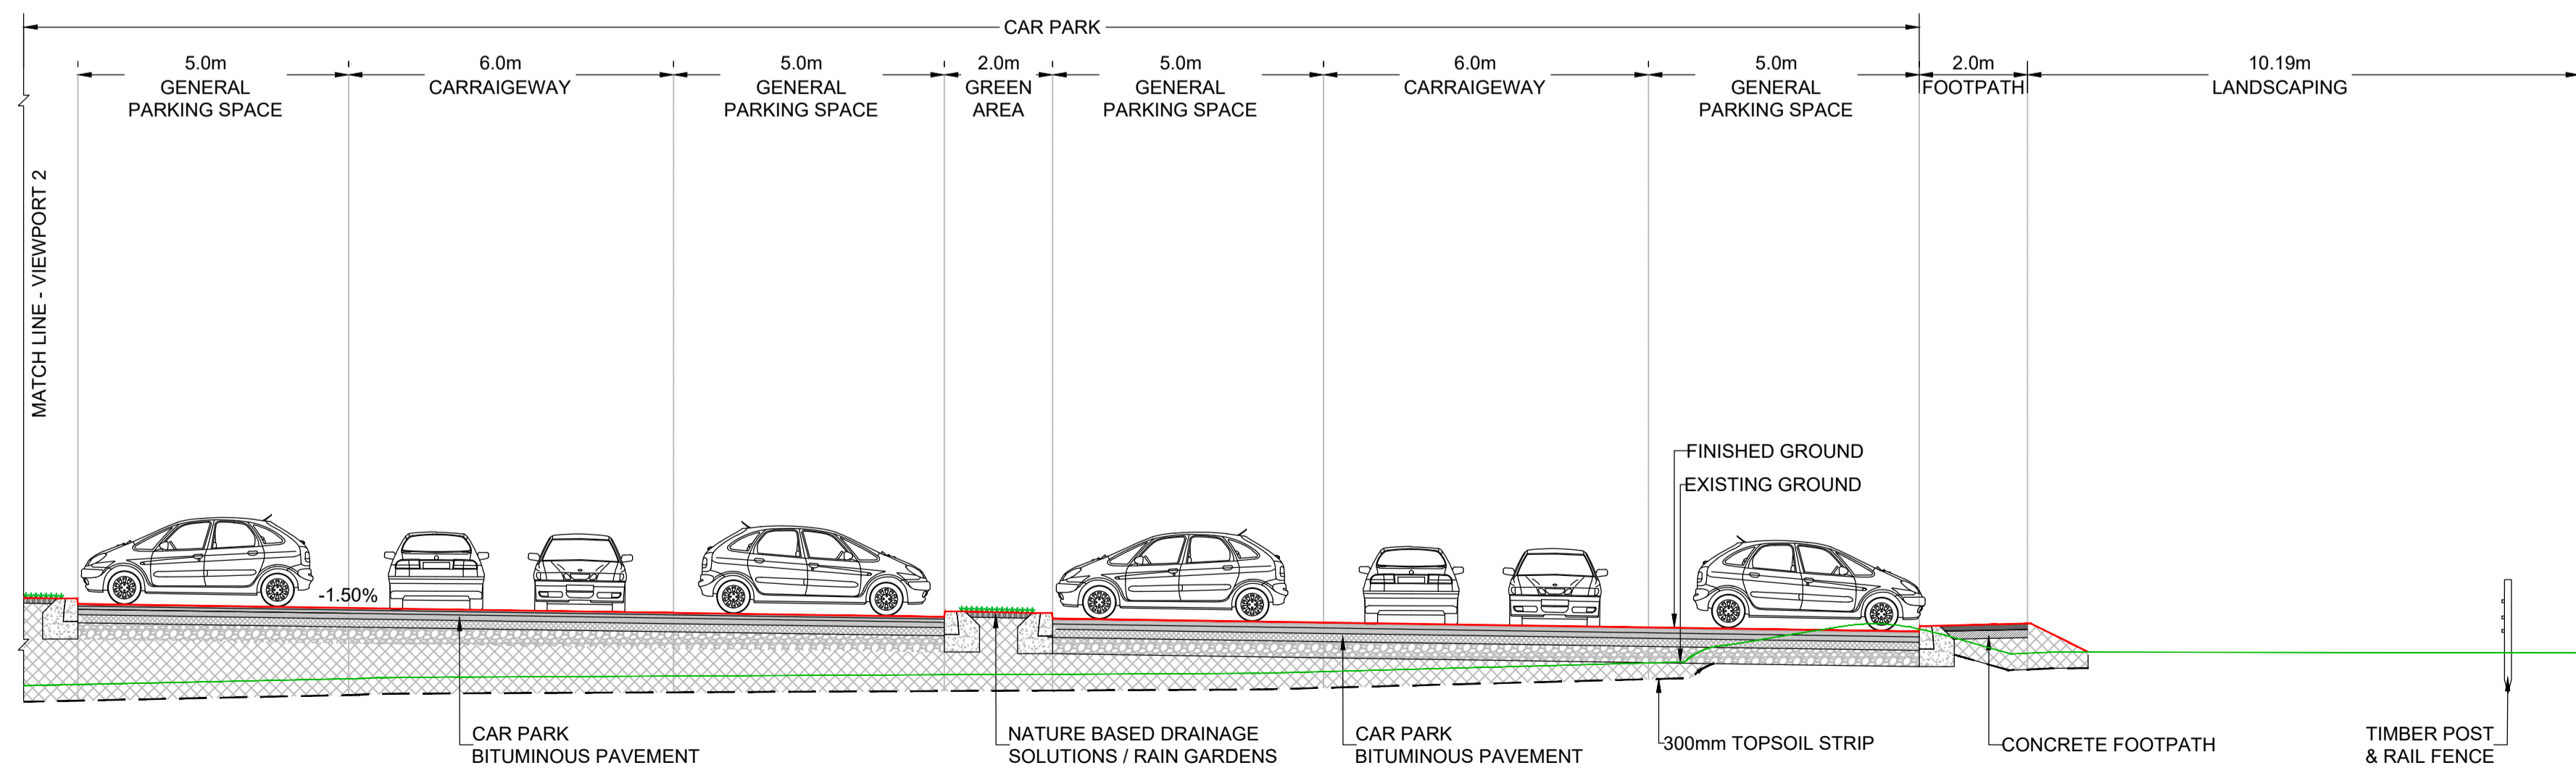 CAR PARK
5.0m
GENERAL
PARKING SPACE
6.0m
CARRAIGEWAY
5.0m
GENERAL
PARKING SPACE
2.0m
GREEN
AREA
5.0m
GENERAL
PARKING SPACE
6.0m
CARRAIGEWAY
5.0m
GENERAL
PARKING SPACE
2.0m
FOOTPATH
10.19m
LANDSCAPING
MATCH LINE - VIEWPORT 2
FINISHED GROUND
EXISTING GROUND
-1.50%
CAR PARK
BITUMINOUS PAVEMENT
NATURE BASED DRAINAGE
SOLUTIONS / RAIN GARDENS
CAR PARK
BITUMINOUS PAVEMENT
300mm TOPSOIL STRIP
CONCRETE FOOTPATH
TIMBER POST
& RAIL FENCE